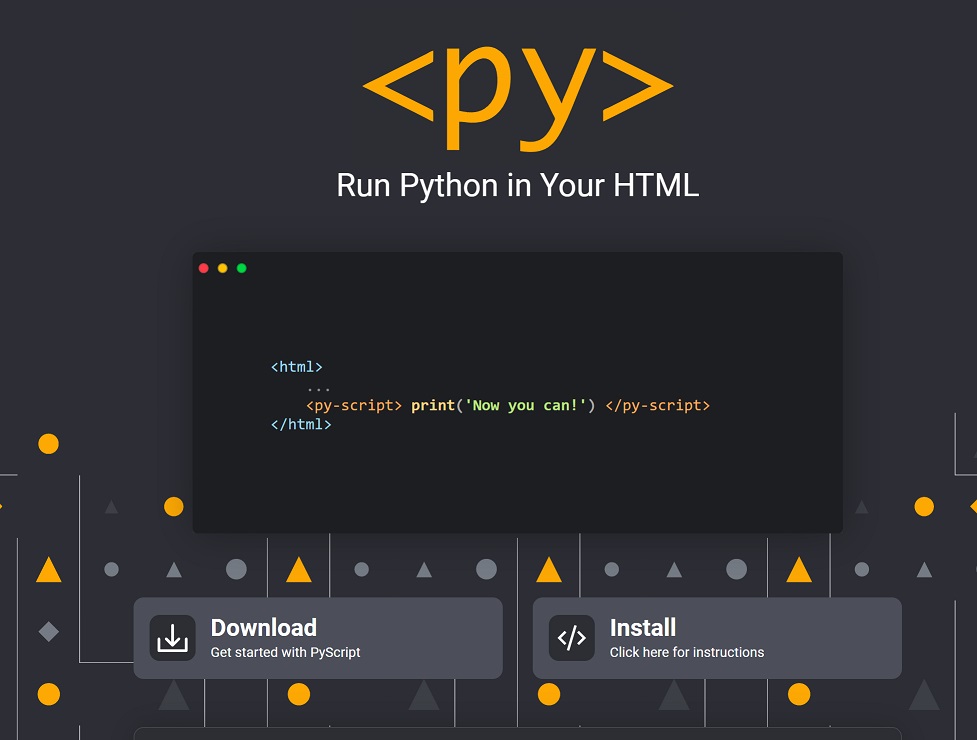 <py>
Run Python in Your HTML
<html>
...
<py-script> print('Now you can!') </py-script>
</html>
Download
Get started with PyScript
</>
Install
Click here for instructions